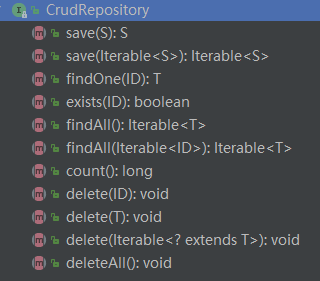 CrudRepository
save(S): S
save(Iterable<S>): Iterable<S>
findOne(ID): T
exists(ID): boolean
findAll(): Iterable<T>
findAll(Iterable<ID>): Iterable<T>
count(): long
delete(ID): void
delete(T): void
delete(Iterable<? extends T>): void
deleteAll(): void